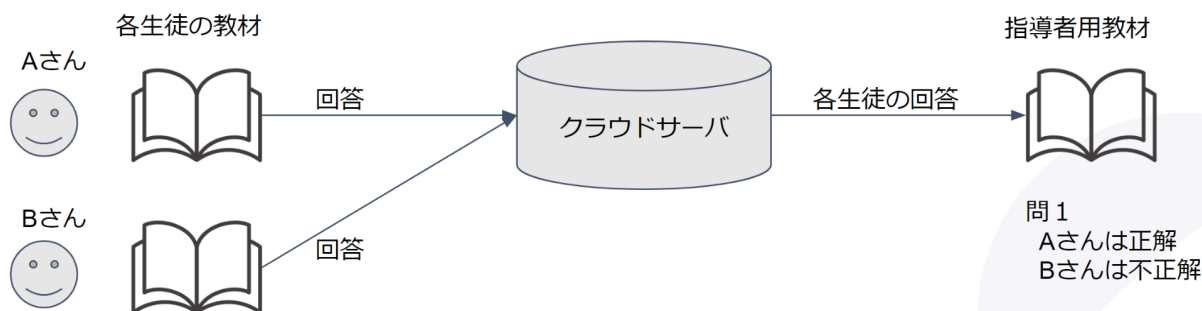 各生徒の教材
Aさん
回答
クラウドサーバ
各生徒の回答
指導者用教材
Bさん
回答
問１
Aさんは正解
Bさんは不正解